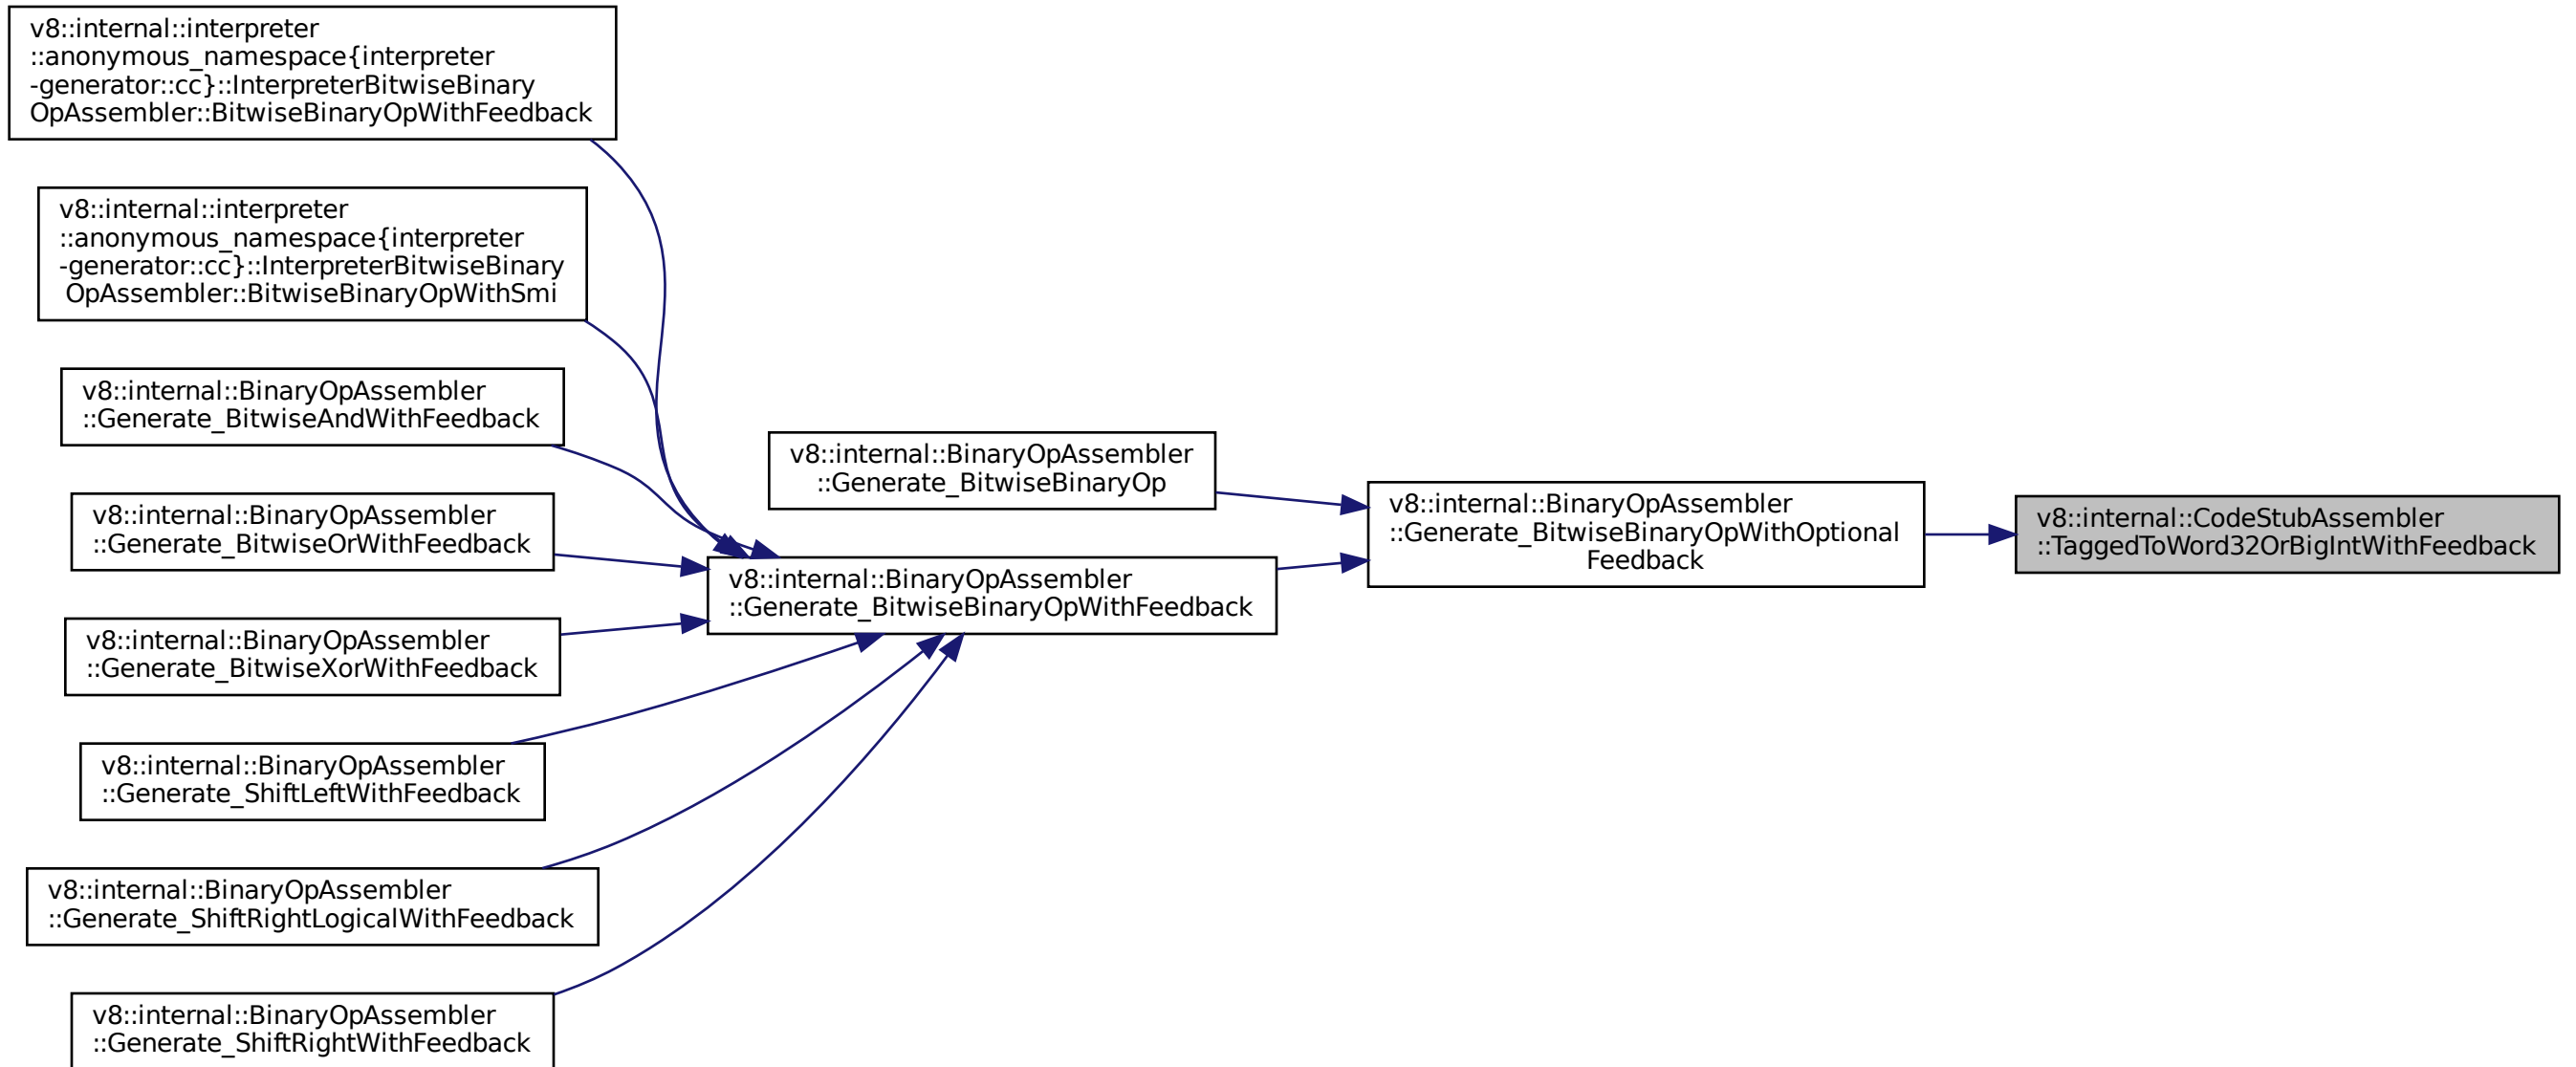 v8::internal::interpreter
::anonymous_namespace{interpreter
-generator::cc}::InterpreterBitwiseBinary
OpAssembler::BitwiseBinaryOpWithFeedback
v8::internal::interpreter
::anonymous_namespace{interpreter
-generator::cc}::InterpreterBitwiseBinary
OpAssembler::BitwiseBinaryOpWithSmi
v8::internal::BinaryOpAssembler
::Generate_BitwiseAndWithFeedback
v8::internal::BinaryOpAssembler
::Generate_BitwiseOrWithFeedback
v8::internal::BinaryOpAssembler
::Generate_BitwiseXorWithFeedback
v8::internal::BinaryOpAssembler
::Generate_ShiftLeftWithFeedback
v8::internal::BinaryOpAssembler
::Generate_ShiftRightLogicalWithFeedback
v8::internal::BinaryOpAssembler
::Generate_ShiftRightWithFeedback
v8::internal::BinaryOpAssembler
::Generate_BitwiseBinaryOp
v8::internal::BinaryOpAssembler
::Generate_BitwiseBinaryOpWithFeedback
v8::internal::BinaryOpAssembler
::Generate_BitwiseBinaryOpWithOptional
Feedback
v8::internal::CodeStubAssembler
::TaggedToWord32OrBigIntWithFeedback